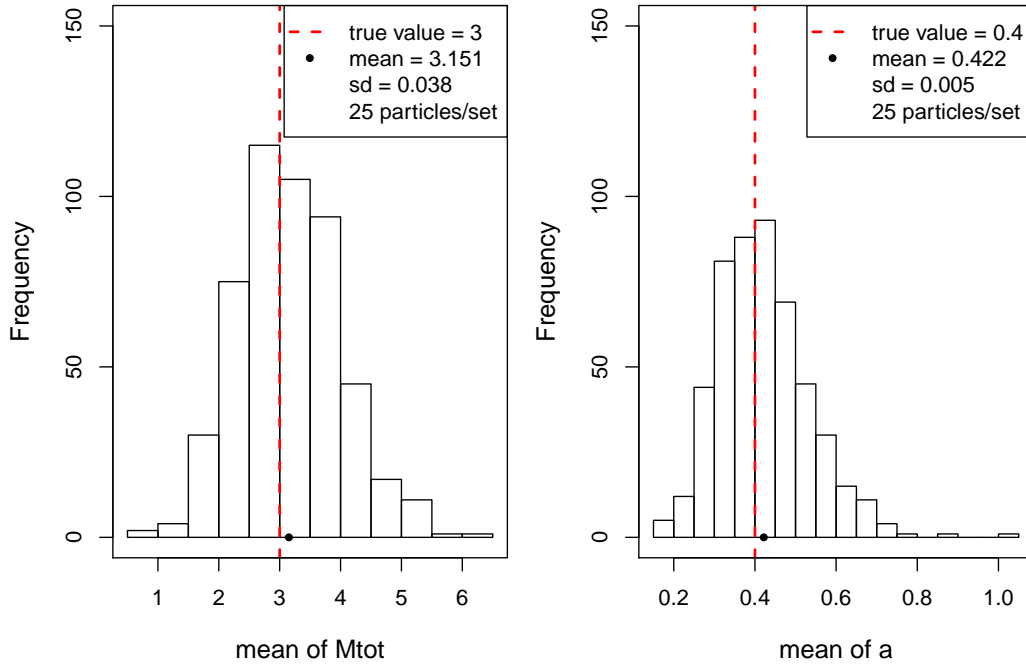 150
100
50
0
Frequency
true value = 3
mean = 3.151
sd = 0.038
25 particles/set
1 2 3 4 5 6
mean of Mtot
150
100
50
0
Frequency
true value = 0.4
mean = 0.422
sd = 0.005
25 particles/set
0.2 0.4 0.6 0.8 1.0
mean of a